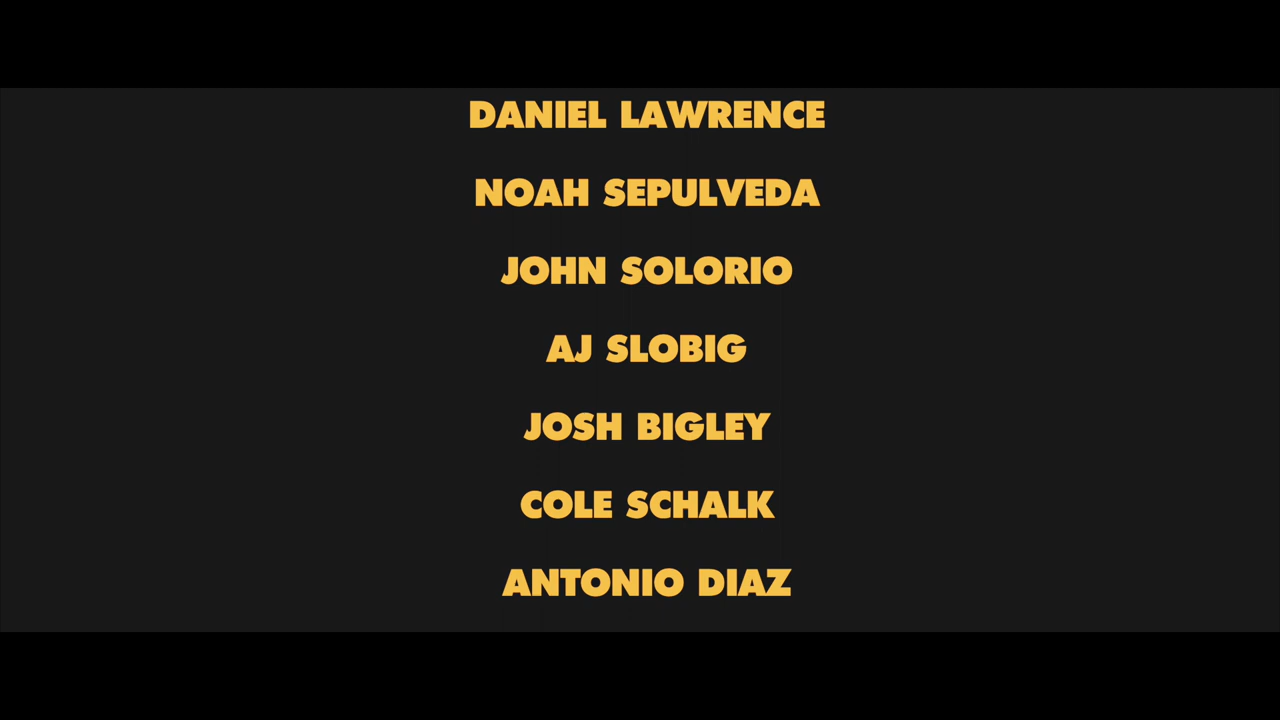 DANIEL LAWRENCE
NOAH SEPULVEDA
JOHN SOLORIO
AJ SLOBIG
JOSH BIGLEY
COLE SCHALK
ANTONIO DIAZ